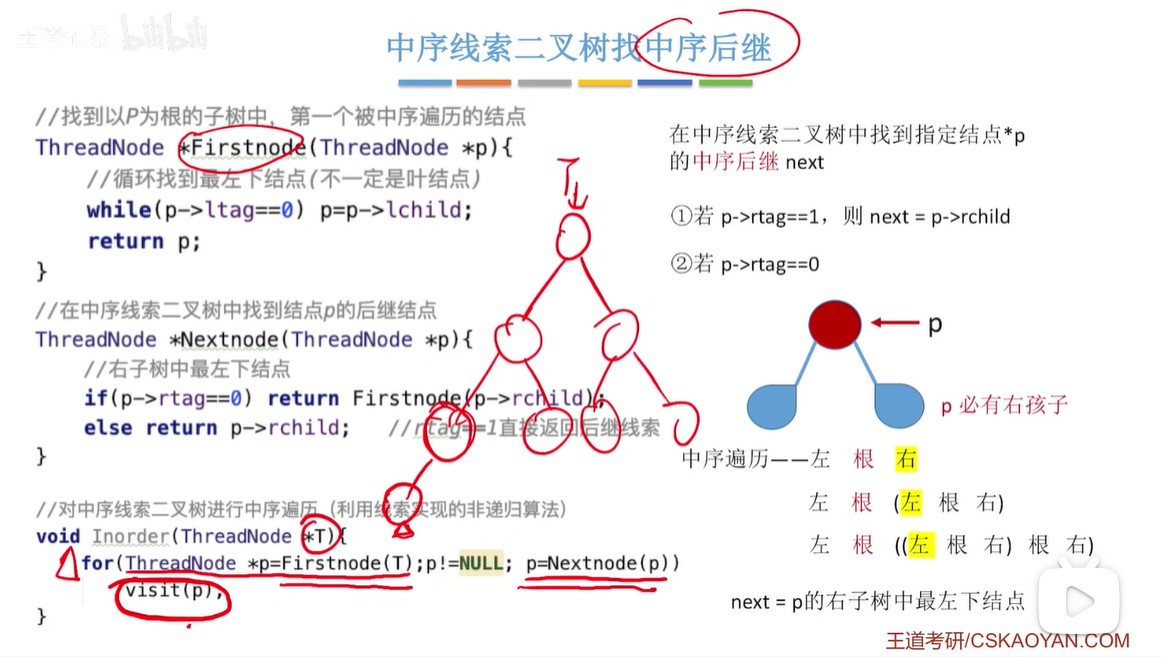 bilibili
中序线索二叉树找中序后继
//找到以P为根的子树中，第一个被中序遍历的结点
ThreadNode *Firstnode(ThreadNode *p){
//循环找到最左下结点(不一定是叶结点)
while(p->ltag==0) p=p->lchild;
return p;
}
//在中序线索二叉树中找到结点p的后继结点
ThreadNode *Nextnode(ThreadNode *p){
//右子树中最左下结点
if(p->rtag==0) return Firstnode(p->rchild);
else return p->rchild; //rtag==1直接返回后继线索
}
//对中序线索二叉树进行中序遍历（利用线索实现的非递归算法）
void Inorder(ThreadNode *T){
for(ThreadNode *p=Firstnode(T);p!=NULL; p=Nextnode(p))
visit(p);
}
T
在中序线索二叉树中找到指定结点*p
的中序后继 next
①若 p->rtag==1，则 next = p->rchild
②若 p->rtag==0
p
p 必有右孩子
中序遍历——左 根 右
左 根 (左 根 右)
左 根 ((左 根 右) 根 右)
next = p的右子树中最左下结点
王道考研/CSKAOYAN.COM